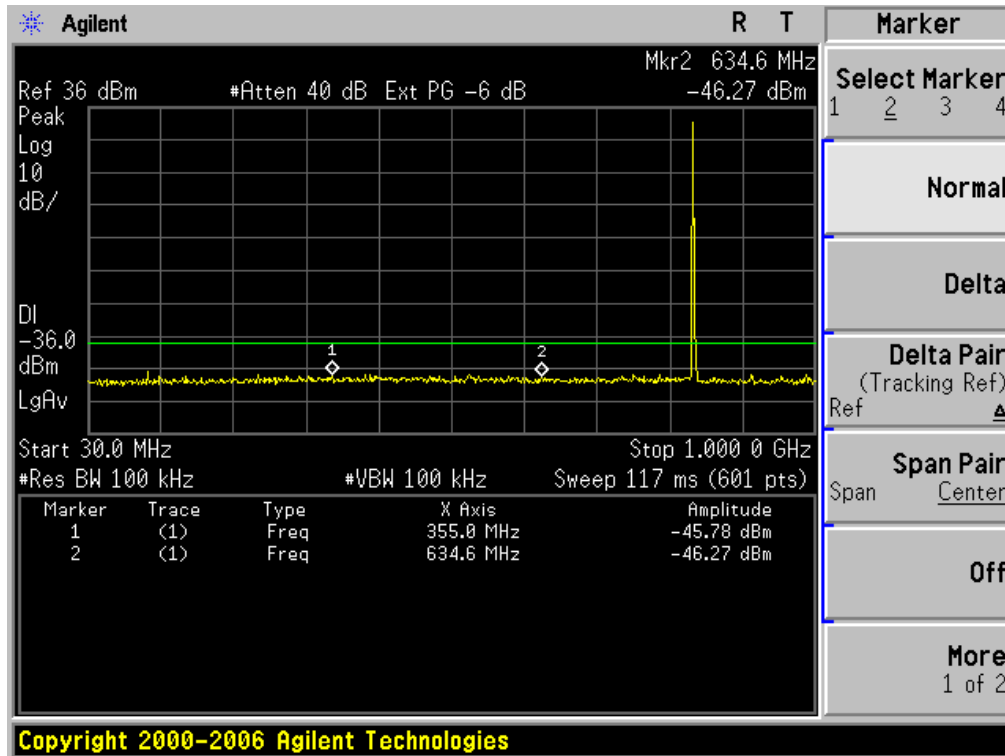 Agilent R T
Mkr2 634.6 MHz
Ref 36 dBm #Atten 40 dB Ext PG -6 dB -46.27 dBm
Peak
Log
10
dB/
DI
-36.0
dBm
LgAv
1
2
Start 30.0 MHz Stop 1.000 0 GHz
#Res BW 100 kHz #VBW 100 kHz Sweep 117 ms (601 pts)
Marker Trace Type X Axis Amplitude
1 (1) Freq 355.0 MHz -45.78 dBm
2 (1) Freq 634.6 MHz -46.27 dBm
Copyright 2000-2006 Agilent Technologies
Marker
Select Marker
1 2 3 4
Normal
Delta
Delta Pair
(Tracking Ref)
Ref Δ
Span Pair
Span Center
Off
More
1 of 2